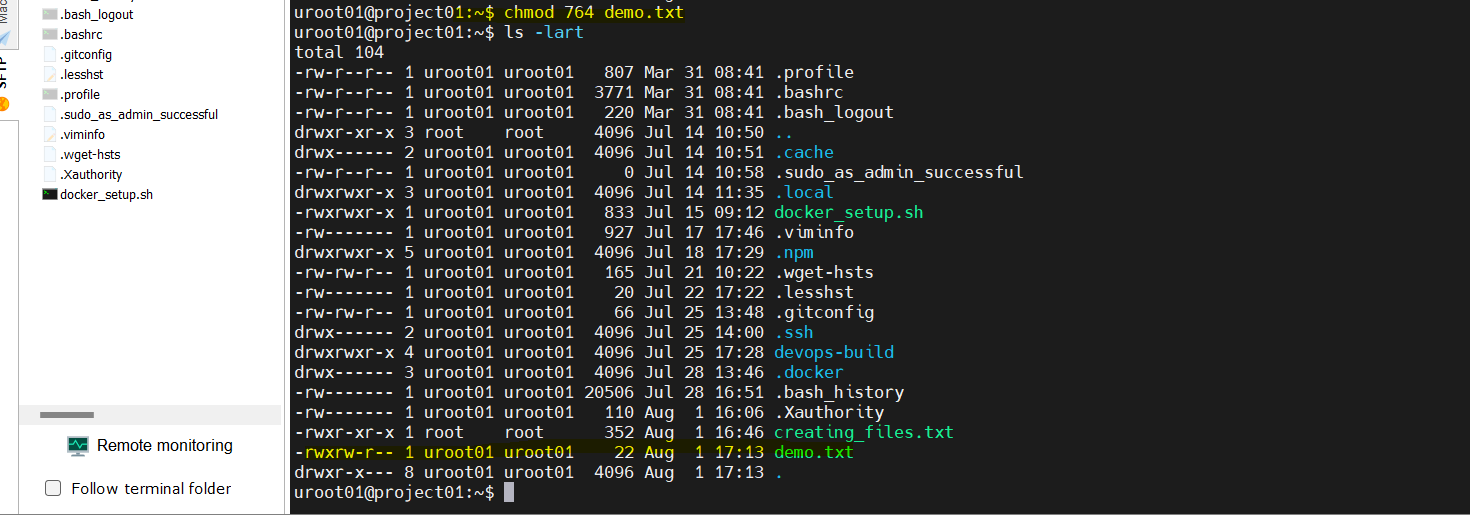 .bash_logout
.bashrc
.gitconfig
.lesshst
.profile
.sudo_as_admin_successful
.viminfo
.wget-hsts
.Xauthority
docker_setup.sh
Remote monitoring
Follow terminal folder
uroot01@project01:~$ chmod 764 demo.txt
uroot01@project01:~$ ls -lart
total 104
-rw-r--r-- 1 uroot01 uroot01   807 Mar 31 08:41 .profile
-rw-r--r-- 1 uroot01 uroot01  3771 Mar 31 08:41 .bashrc
-rw-r--r-- 1 uroot01 uroot01   220 Mar 31 08:41 .bash_logout
drwxr-xr-x 3 root    root     4096 Jul 14 10:50 ..
drwx------ 2 uroot01 uroot01  4096 Jul 14 10:51 .cache
-rw-r--r-- 1 uroot01 uroot01     0 Jul 14 10:58 .sudo_as_admin_successful
drwxrwxr-x 3 uroot01 uroot01  4096 Jul 14 11:35 .local
-rwxrwxr-x 1 uroot01 uroot01   833 Jul 15 09:12 docker_setup.sh
-rw------- 1 uroot01 uroot01   927 Jul 17 17:46 .viminfo
drwxrwxr-x 5 uroot01 uroot01  4096 Jul 18 17:29 .npm
-rw-rw-r-- 1 uroot01 uroot01   165 Jul 21 10:22 .wget-hsts
-rw------- 1 uroot01 uroot01    20 Jul 22 17:22 .lesshst
-rw-rw-r-- 1 uroot01 uroot01    66 Jul 25 13:48 .gitconfig
drwx------ 2 uroot01 uroot01  4096 Jul 25 14:00 .ssh
drwxrwxr-x 4 uroot01 uroot01  4096 Jul 25 17:28 devops-build
drwx------ 3 uroot01 uroot01  4096 Jul 28 13:46 .docker
-rw------- 1 uroot01 uroot01 20506 Jul 28 16:51 .bash_history
-rw------- 1 uroot01 uroot01   110 Aug  1 16:06 .Xauthority
-rwxr-xr-x 1 root    root      352 Aug  1 16:46 creating_files.txt
-rwxrw-r-- 1 uroot01 uroot01    22 Aug  1 17:13 demo.txt
drwxr-x--- 8 uroot01 uroot01  4096 Aug  1 17:13 .
uroot01@project01:~$